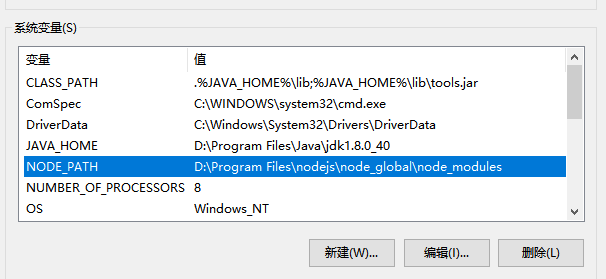 系统变量(S)
变量 值
CLASS_PATH .%JAVA_HOME%\lib;%JAVA_HOME%\lib\tools.jar
ComSpec C:\WINDOWS\system32\cmd.exe
DriverData C:\Windows\System32\Drivers\DriverData
JAVA_HOME D:\Program Files\Java\jdk1.8.0_40
NODE_PATH D:\Program Files\nodejs\node_global\node_modules
NUMBER_OF_PROCESSORS 8
OS Windows_NT
新建(W)... 编辑(I)... 删除(L)